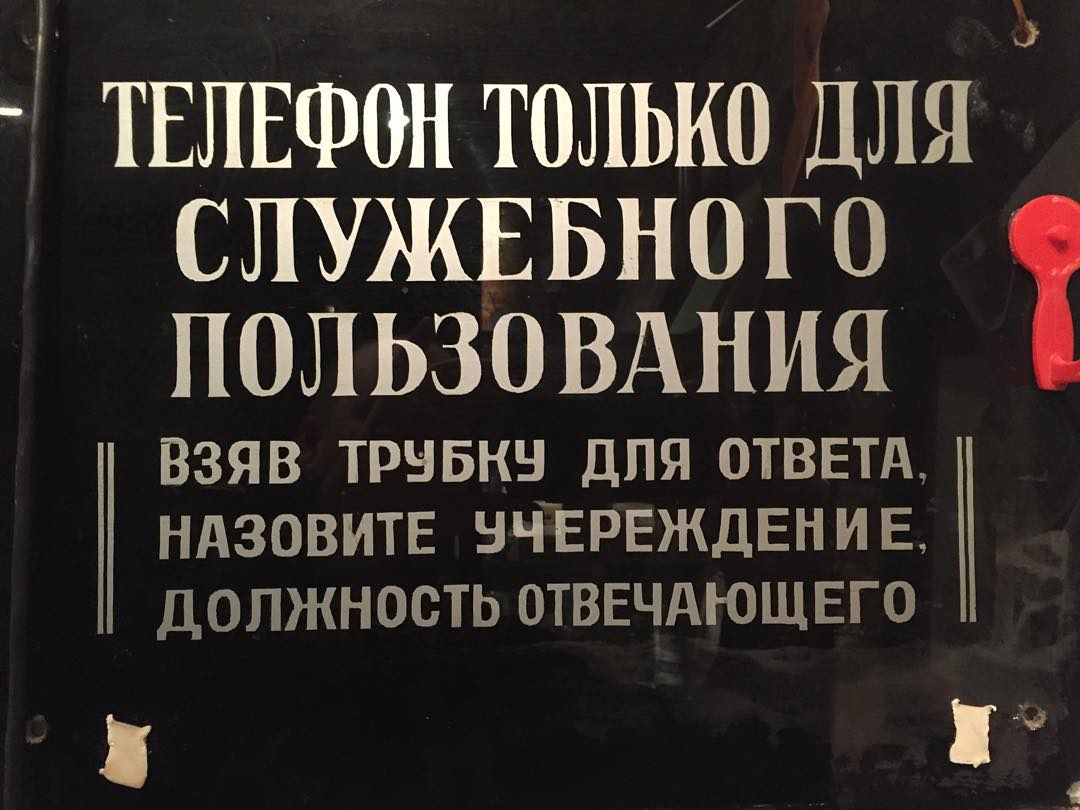 ТЕЛЕФОН ТОЛЬКО ДЛЯ
СЛУЖЕБНОГО
ПОЛЬЗОВАНИЯ
ВЗЯВ ТРУБКУ ДЛЯ ОТВЕТА,
НАЗОВИТЕ УЧЕРЕЖДЕНИЕ,
ДОЛЖНОСТЬ ОТВЕЧАЮЩЕГО